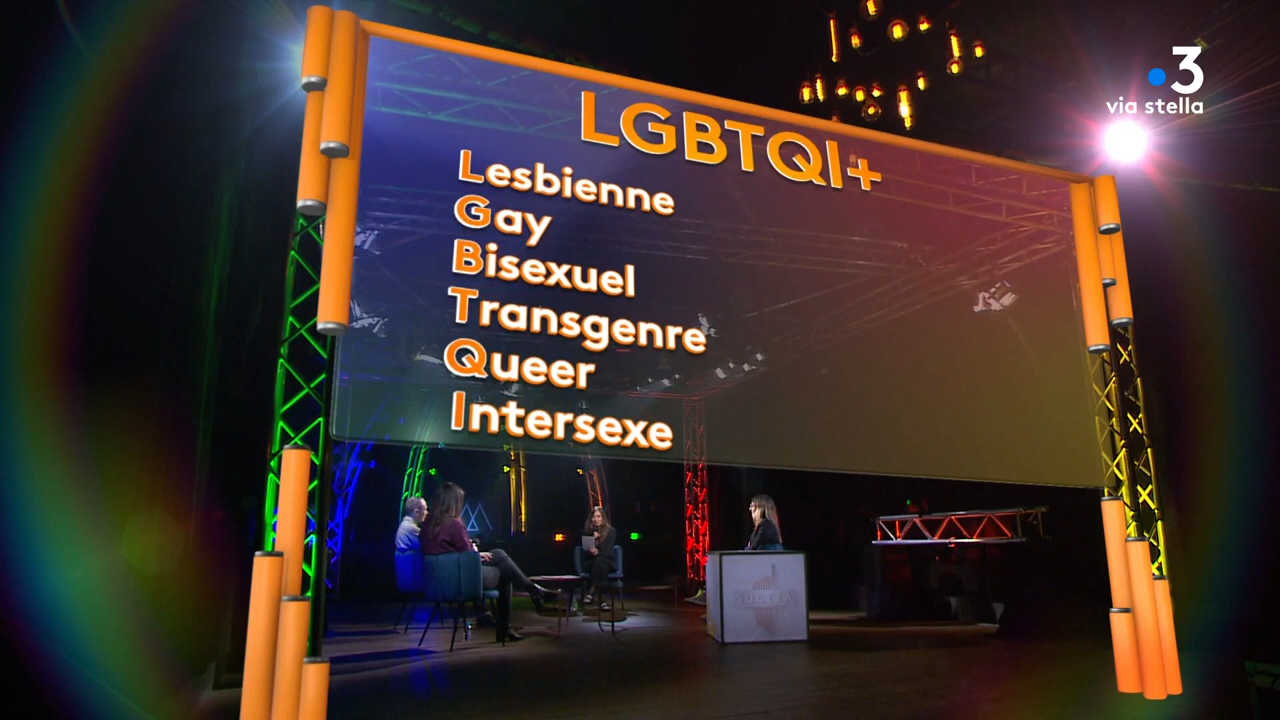 3
via stella
LGBTQI+
Lesbienne
Gay
Bisexuel
Transgenre
Queer
Intersexe